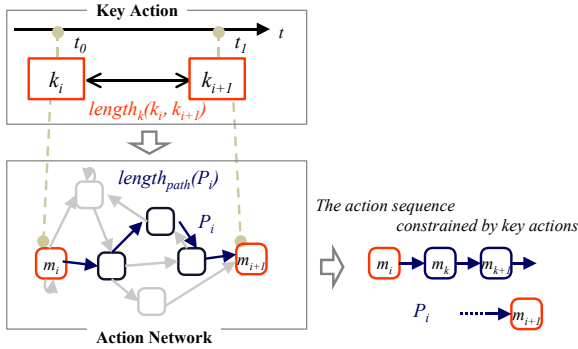 Key Action
t
t₀ t₁
kᵢ kᵢ₊₁
lengthₖ(kᵢ, kᵢ₊₁)
length_path(Pᵢ)
Pᵢ
mᵢ mᵢ₊₁
Action Network
The action sequence
constrained by key actions
mᵢ mₖ mₖ₊₁
Pᵢ mᵢ₊₁